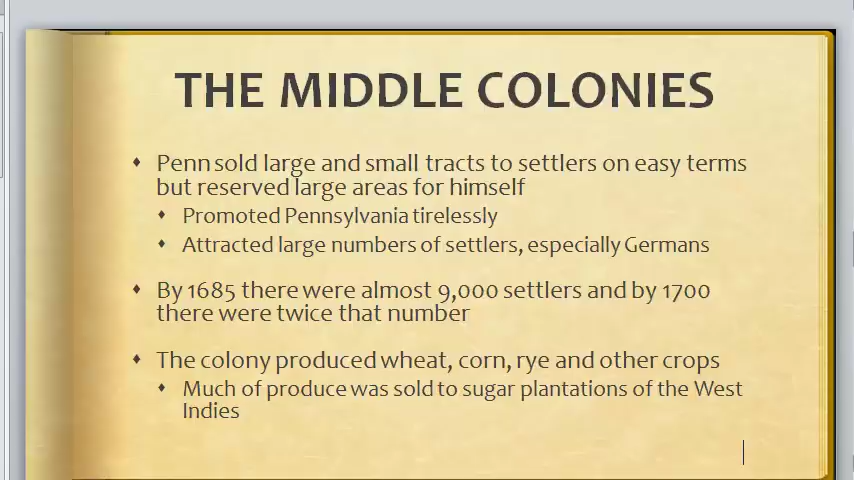 THE MIDDLE COLONIES
Penn sold large and small tracts to settlers on easy terms
but reserved large areas for himself
Promoted Pennsylvania tirelessly
Attracted large numbers of settlers, especially Germans
By 1685 there were almost 9,000 settlers and by 1700
there were twice that number
The colony produced wheat, corn, rye and other crops
Much of produce was sold to sugar plantations of the West
Indies